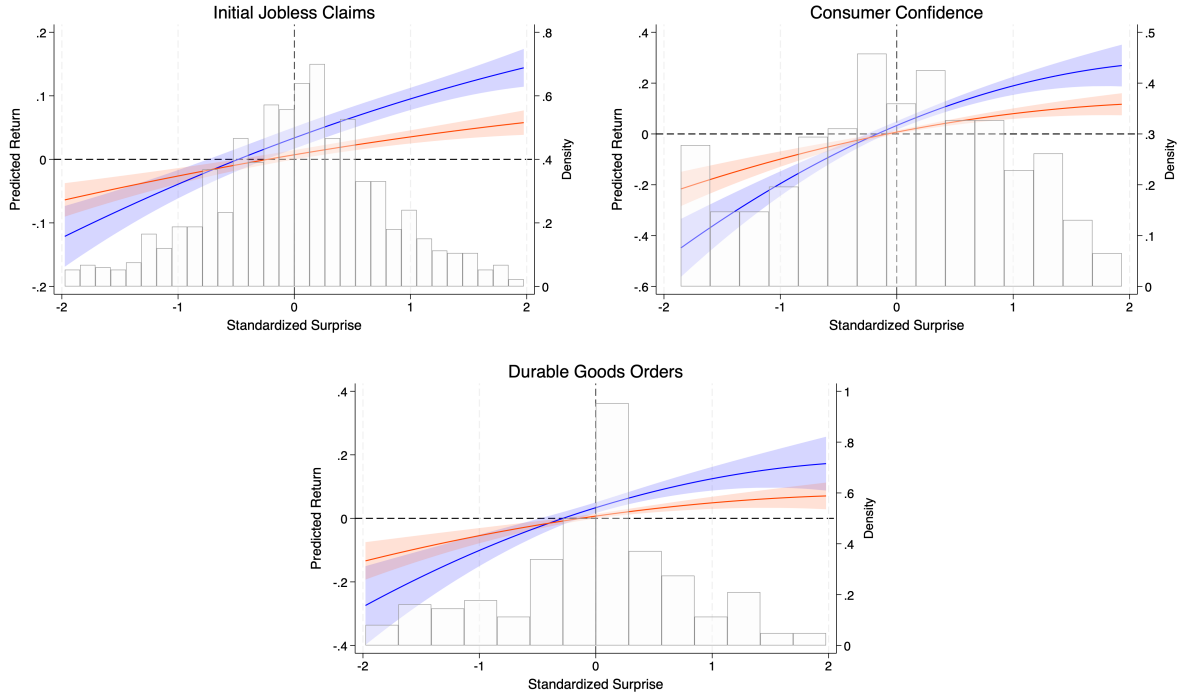 Initial Jobless Claims
.2
.1
0
-.1
-.2
Predicted Return
.8
.6
.4
.2
0
Density
-2 -1 0 1 2
Standardized Surprise
Consumer Confidence
.4
.2
0
-.2
-.4
-.6
Predicted Return
.5
.4
.3
.2
.1
0
Density
-2 -1 0 1 2
Standardized Surprise
Durable Goods Orders
.4
.2
0
-.2
-.4
Predicted Return
1
.8
.6
.4
.2
0
Density
-2 -1 0 1 2
Standardized Surprise